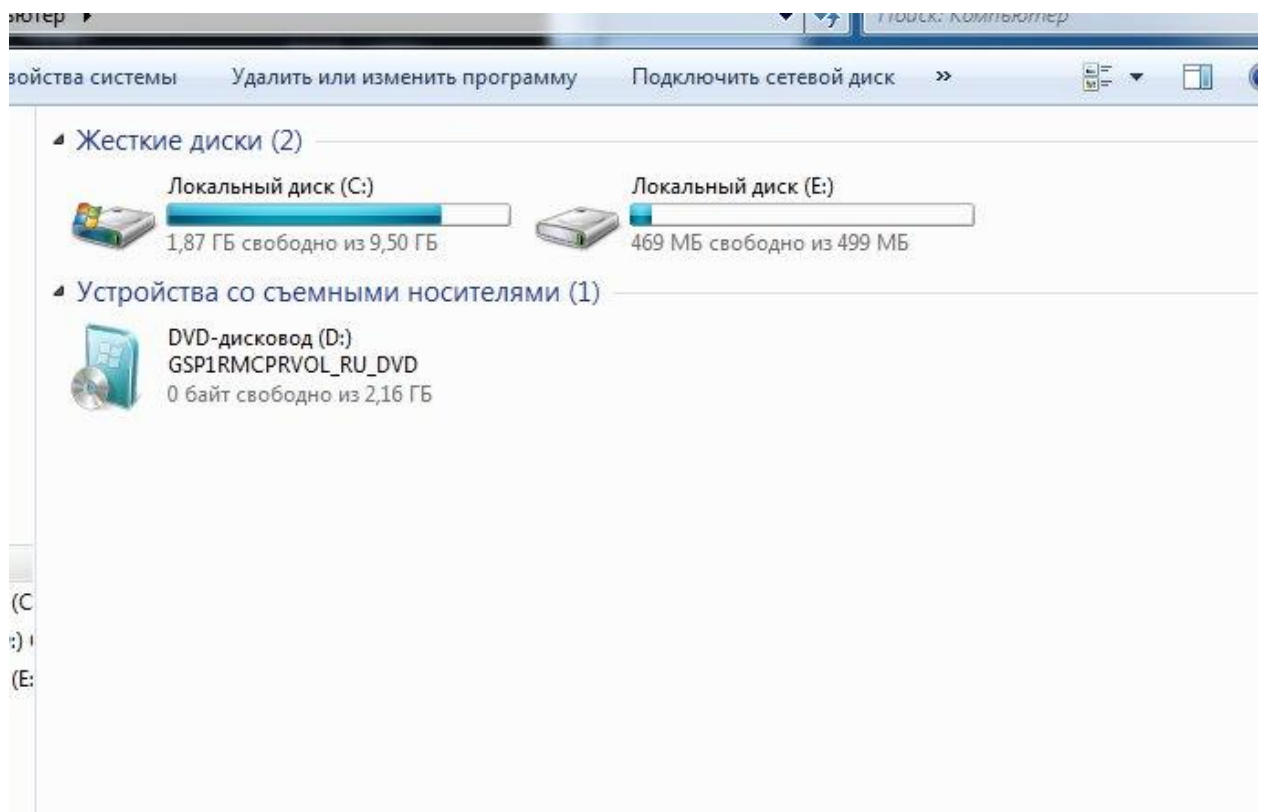 Поиск: Компьютер
Удалить или изменить программу
Подключить сетевой диск
»
системы
Жесткие диски (2)
Локальный диск (C:)
1,87 ГБ свободно из 9,50 ГБ
Локальный диск (E:)
469 МБ свободно из 499 МБ
Устройства со съемными носителями (1)
DVD-дисковод (D:)
GSP1RMCPRVOL_RU_DVD
0 байт свободно из 2,16 ГБ
(C
:)
(E: